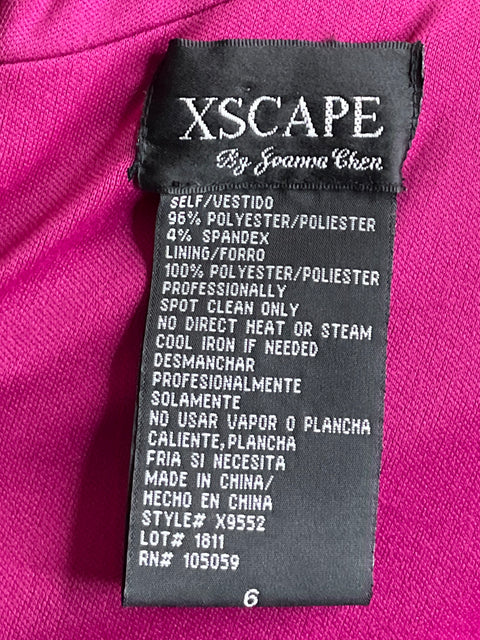 XSCAPE
By Joanna Chen
SELF/VESTIDO
96% POLYESTER/POLIESTER
4% SPANDEX
LINING/FORRO
100% POLYESTER/POLIESTER
PROFESSIONALLY
SPOT CLEAN ONLY
NO DIRECT HEAT OR STEAM
COOL IRON IF NEEDED
DESMANCHAR
PROFESIONALMENTE
SOLAMENTE
NO USAR VAPOR O PLANCHA
CALIENTE,PLANCHA
FRIA SI NECESITA
MADE IN CHINA/
HECHO EN CHINA
STYLE# X9552
LOT# 1811
RN# 105059
6